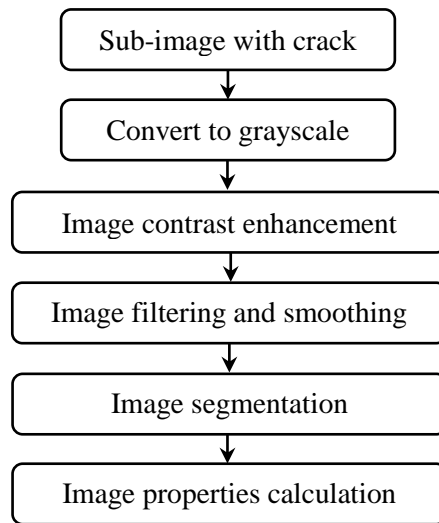 Sub-image with crack
Convert to grayscale
Image contrast enhancement
Image filtering and smoothing
Image segmentation
Image properties calculation